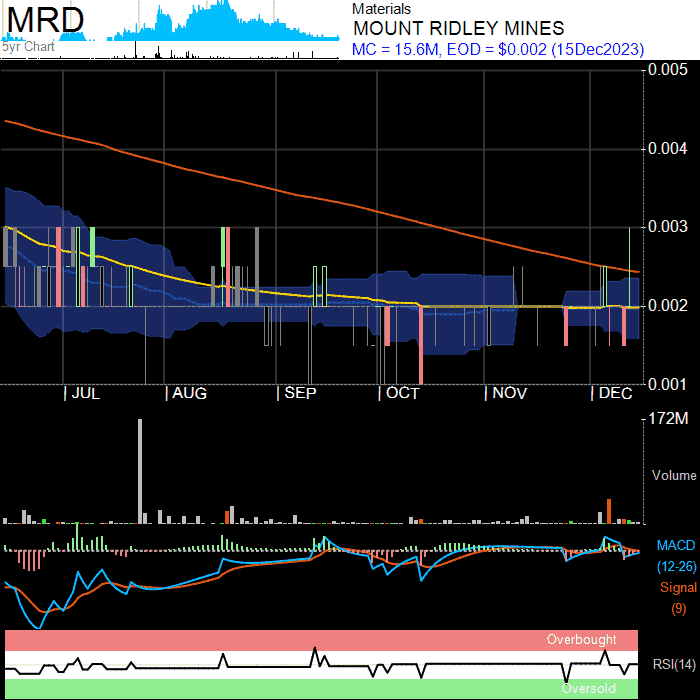 MRD
5yr Chart
Materials
MOUNT RIDLEY MINES
MC = 15.6M, EOD = $0.002 (15Dec2023)
0.005
0.004
0.003
0.002
0.001
| JUL | AUG | SEP | OCT | NOV | DEC
172M
Volume
MACD
(12-26)
Signal
(9)
Overbought
RSI(14)
Oversold